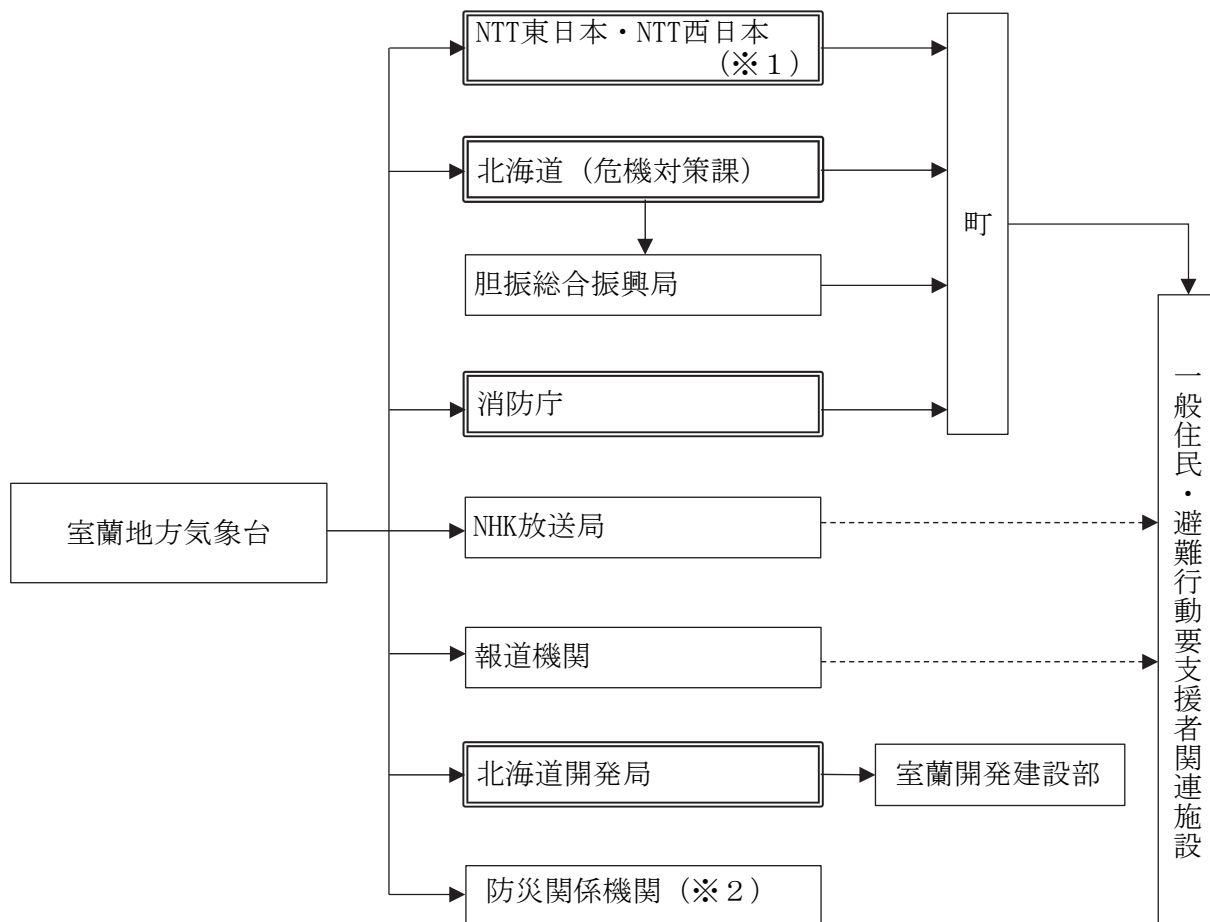 NTT東日本・NTT西日本
（※１）
北海道（危機対策課）
町
胆振総合振興局
消防庁
室蘭地方気象台
NHK放送局
報道機関
北海道開発局
室蘭開発建設部
防災関係機関（※２）
一般住民・避難行動要支援者関連施設